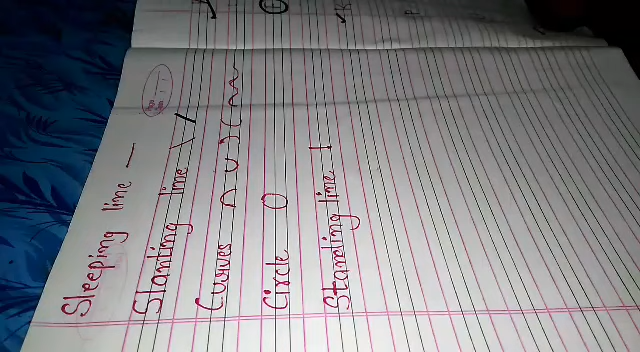 Sleeping line —
Slanting line \ /
Curves
Circle O
Standing line |